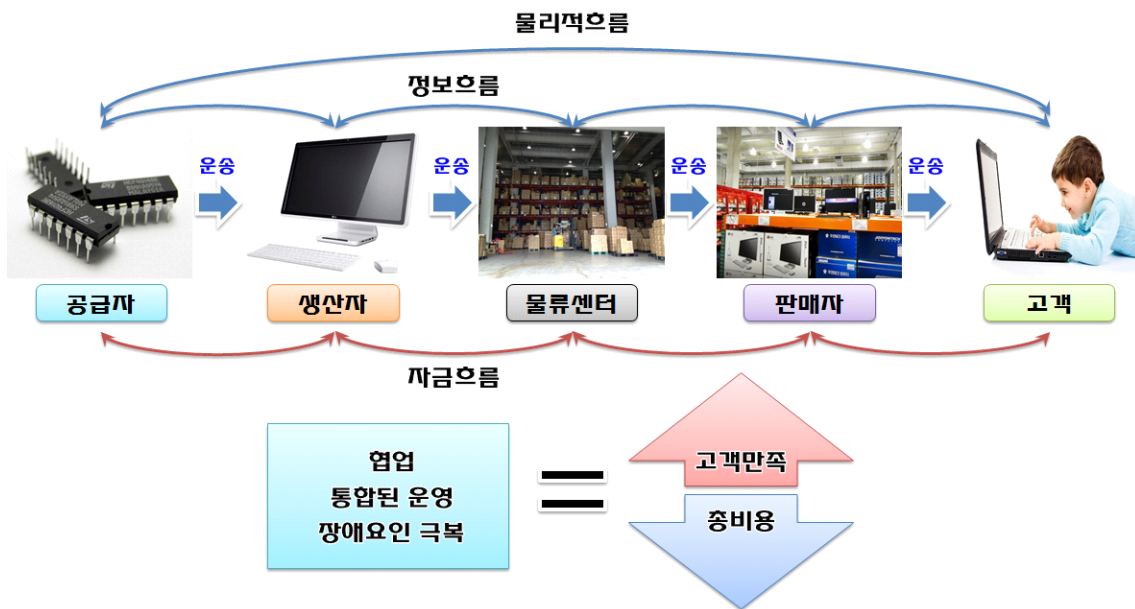 물리적흐름
정보흐름
운송
운송
운송
운송
공급자
생산자
물류센터
판매자
고객
자금흐름
협업
통합된 운영
장애요인 극복
고객만족
총비용